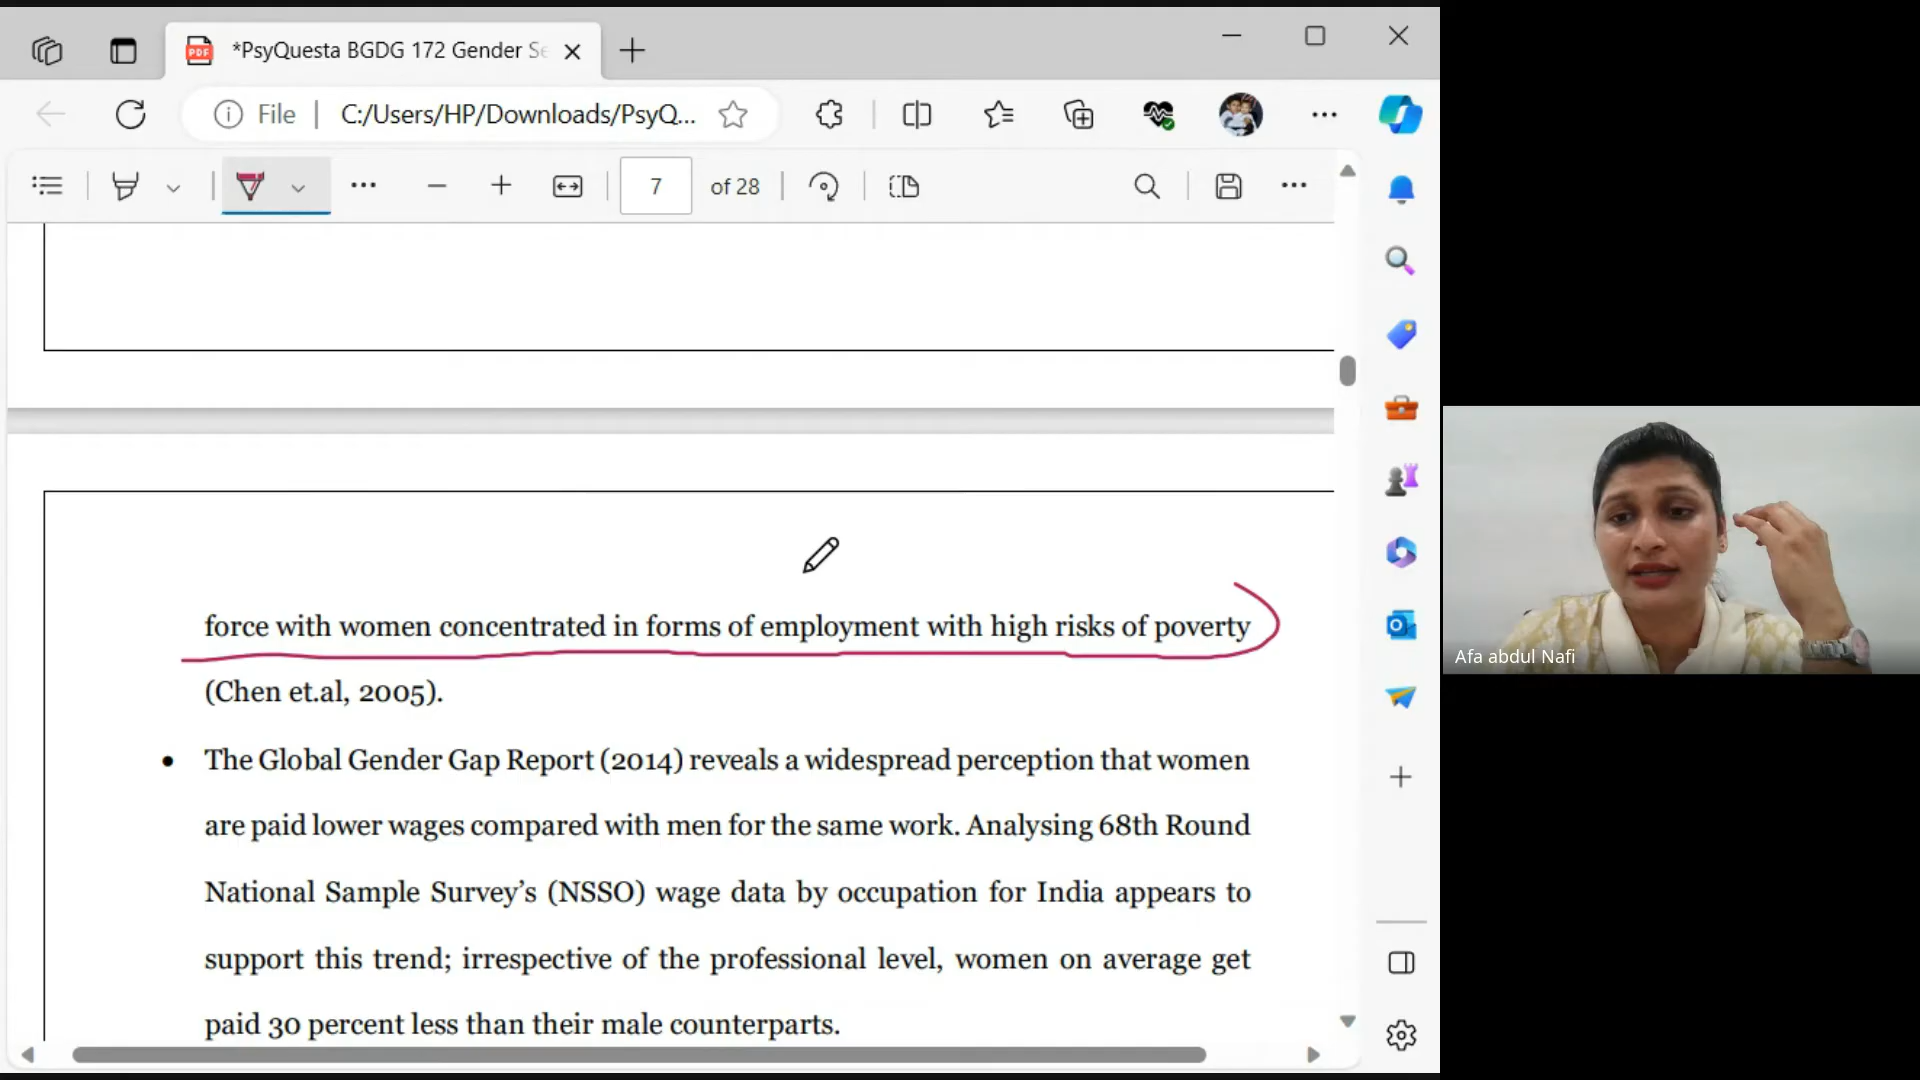 *PsyQuesta BGDG 172 Gender Se
File
C:/Users/HP/Downloads/PsyQ...
7
of 28
force with women concentrated in forms of employment with high risks of poverty
(Chen et.al, 2005).
• The Global Gender Gap Report (2014) reveals a widespread perception that women
are paid lower wages compared with men for the same work. Analysing 68th Round
National Sample Survey’s (NSSO) wage data by occupation for India appears to
support this trend; irrespective of the professional level, women on average get
paid 30 percent less than their male counterparts.
Afa abdul Nafi